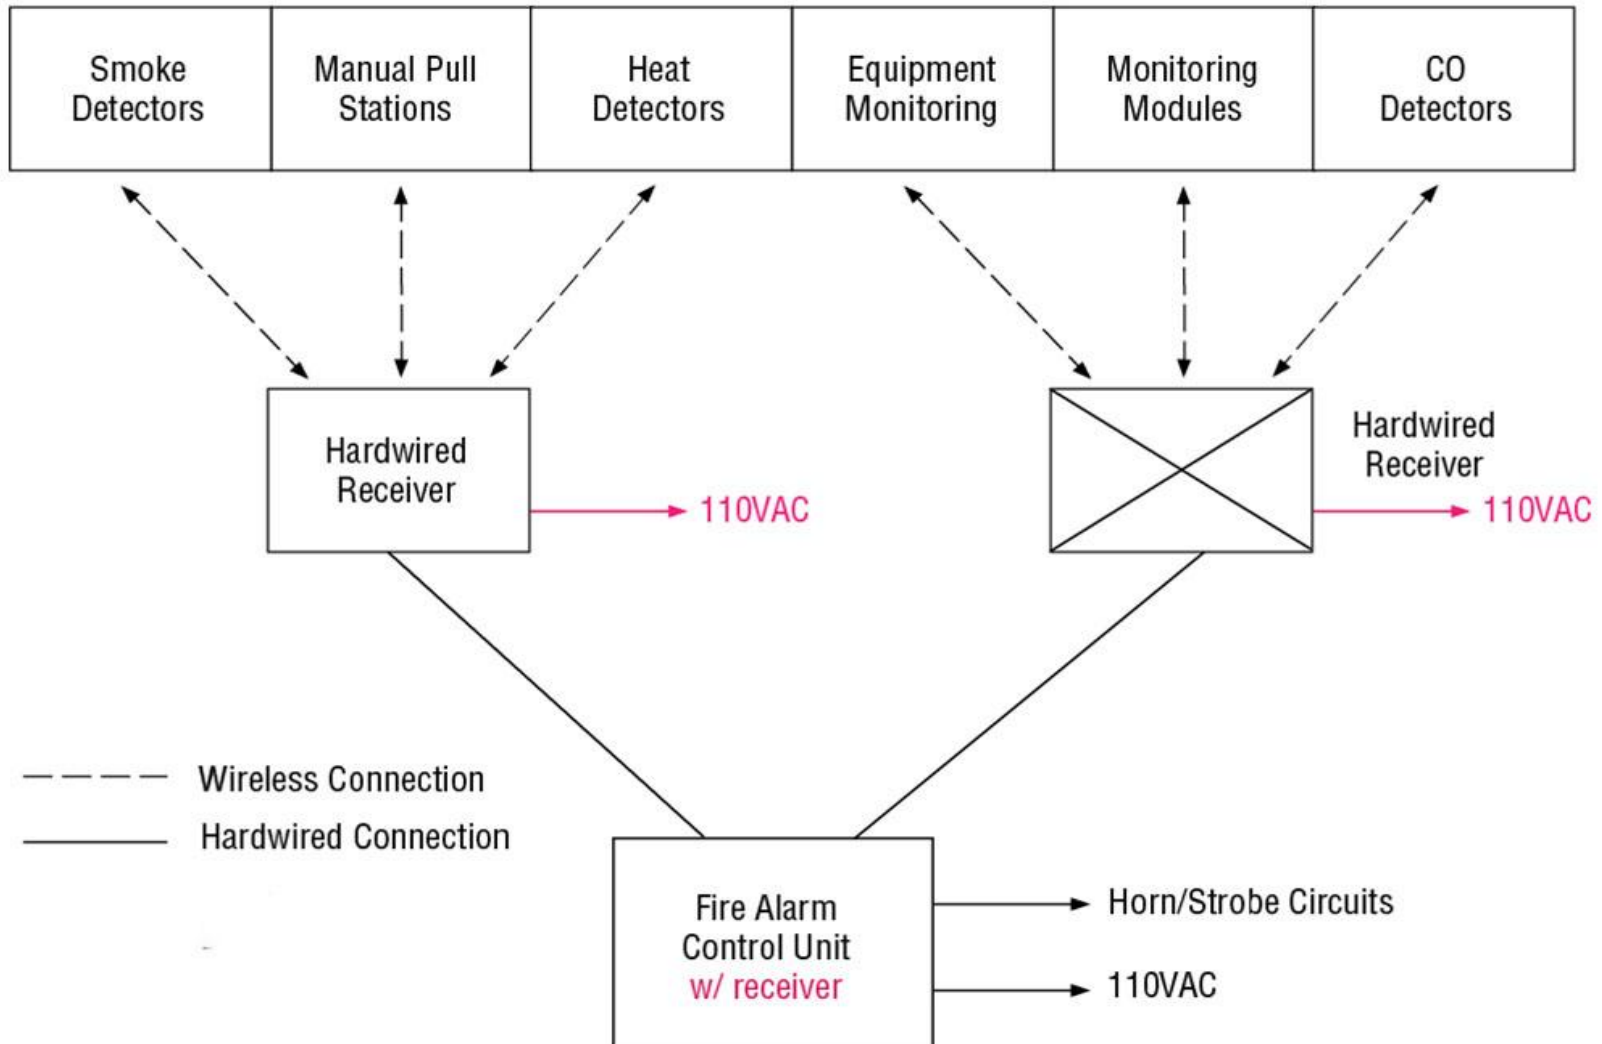 Smoke
Detectors
Manual Pull
Stations
Heat
Detectors
Equipment
Monitoring
Monitoring
Modules
CO
Detectors
Hardwired
Receiver
110VAC
Hardwired
Receiver
110VAC
Wireless Connection
Hardwired Connection
Fire Alarm
Control Unit
w/ receiver
Horn/Strobe Circuits
110VAC